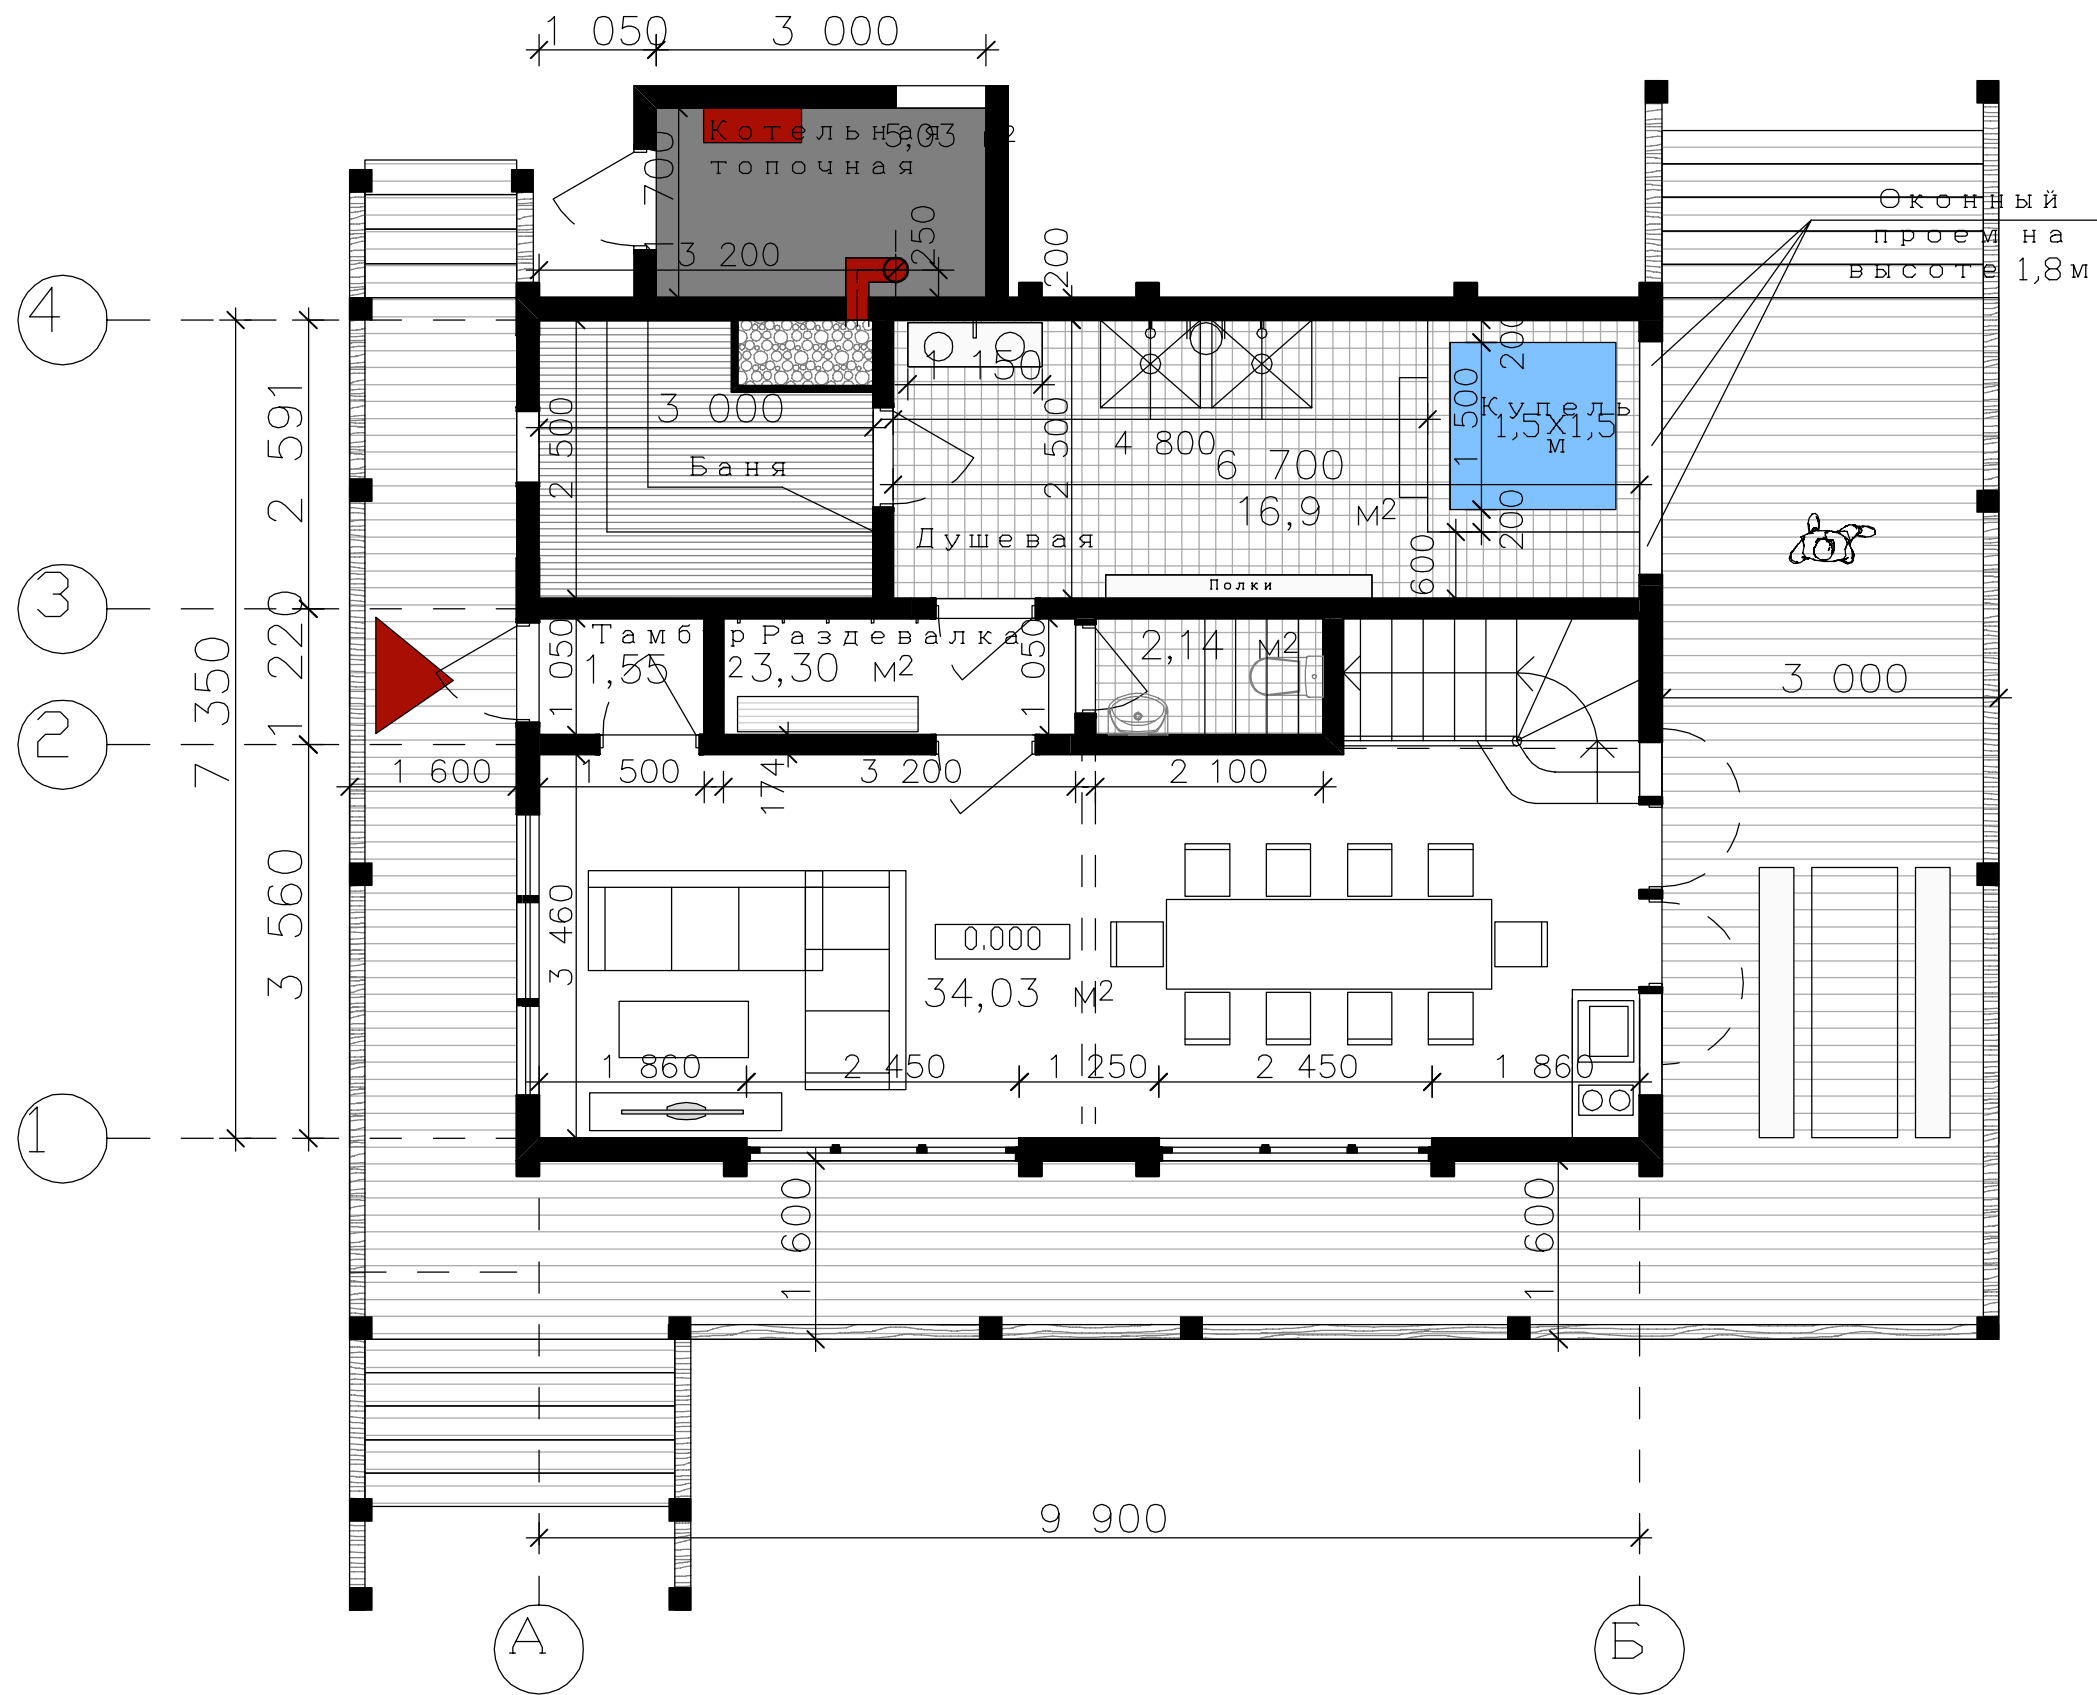 1 050
3 000
Котельная
5,03 м2
топочная
700
3 200
250
200
Оконный
проем на
высоте 1,8м
4
3 000
1 150
2 500
Баня
2 500
4 800
6 700
16,9 м2
Душевая
1 500
200
Купель
1,5х1,5
м
200
600
Полки
2 591
3
1 220
7 350
Тамбур
Раздевалка
1,55
2
3,30 м2
1 050
1 050
2,14 м2
3 000
2
1 600
1 500
174
3 200
2 100
3 560
3 460
0.000
34,03 м2
1 860
2 450
1 250
2 450
1 860
1
1 600
1 600
9 900
А
Б